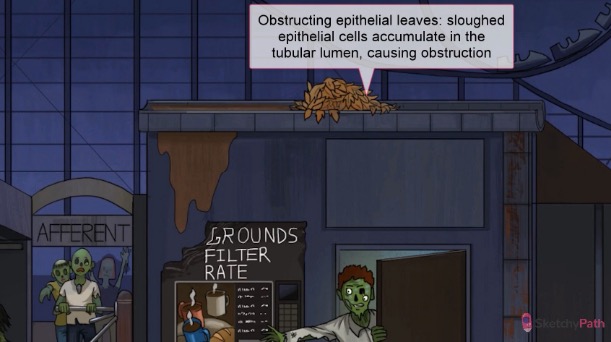 Obstructing epithelial leaves: sloughed
epithelial cells accumulate in the
tubular lumen, causing obstruction
AFFERENT
GROUNDS
FILTER
RATE
SketchyPath